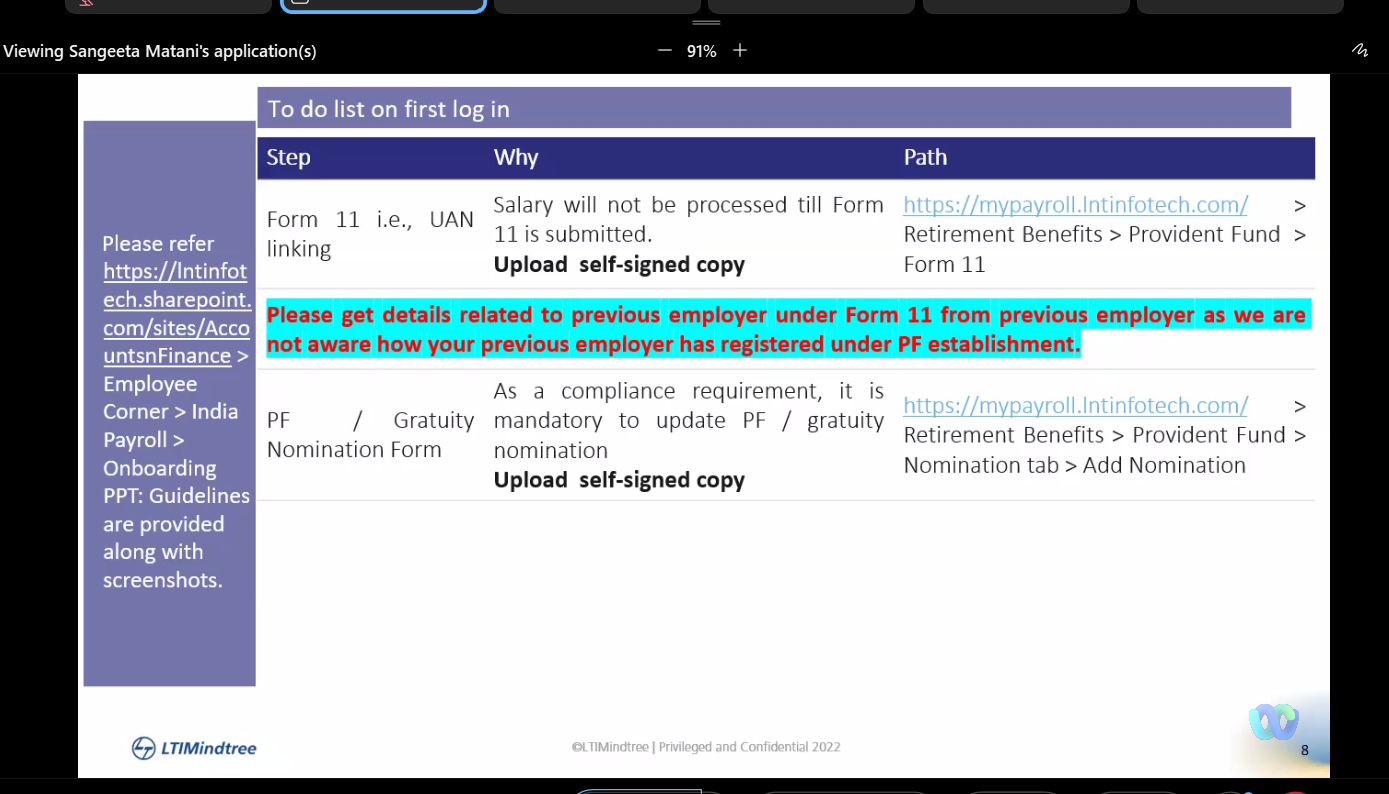 Viewing Sangeeta Matani's application(s)
91%
To do list on first log in
Please refer
https://lntinfot
ech.sharepoint.
com/sites/Acco
untsnFinance >
Employee
Corner > India
Payroll >
Onboarding
PPT: Guidelines
are provided
along with
screenshots.
Step Why Path
Form 11 i.e., UAN
linking
Salary will not be processed till Form
11 is submitted.
Upload self-signed copy
https://mypayroll.lntinfotech.com/ >
Retirement Benefits > Provident Fund >
Form 11
Please get details related to previous employer under Form 11 from previous employer as we are
not aware how your previous employer has registered under PF establishment.
PF / Gratuity
Nomination Form
As a compliance requirement, it is
mandatory to update PF / gratuity
nomination
Upload self-signed copy
https://mypayroll.lntinfotech.com/ >
Retirement Benefits > Provident Fund >
Nomination tab > Add Nomination
LTIMindtree
©LTIMindtree | Privileged and Confidential 2022
8